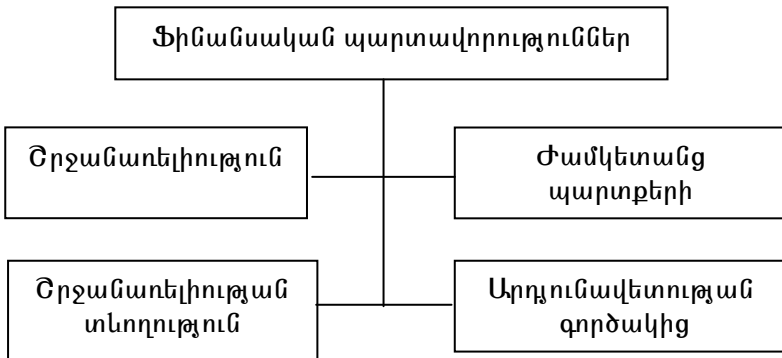 Ֆինանսական պարտավորություններ
Շրջանառելիություն
Ժամկետանց
պարտքերի
Շրջանառելիության
տևողություն
Արդյունավետության
գործակից